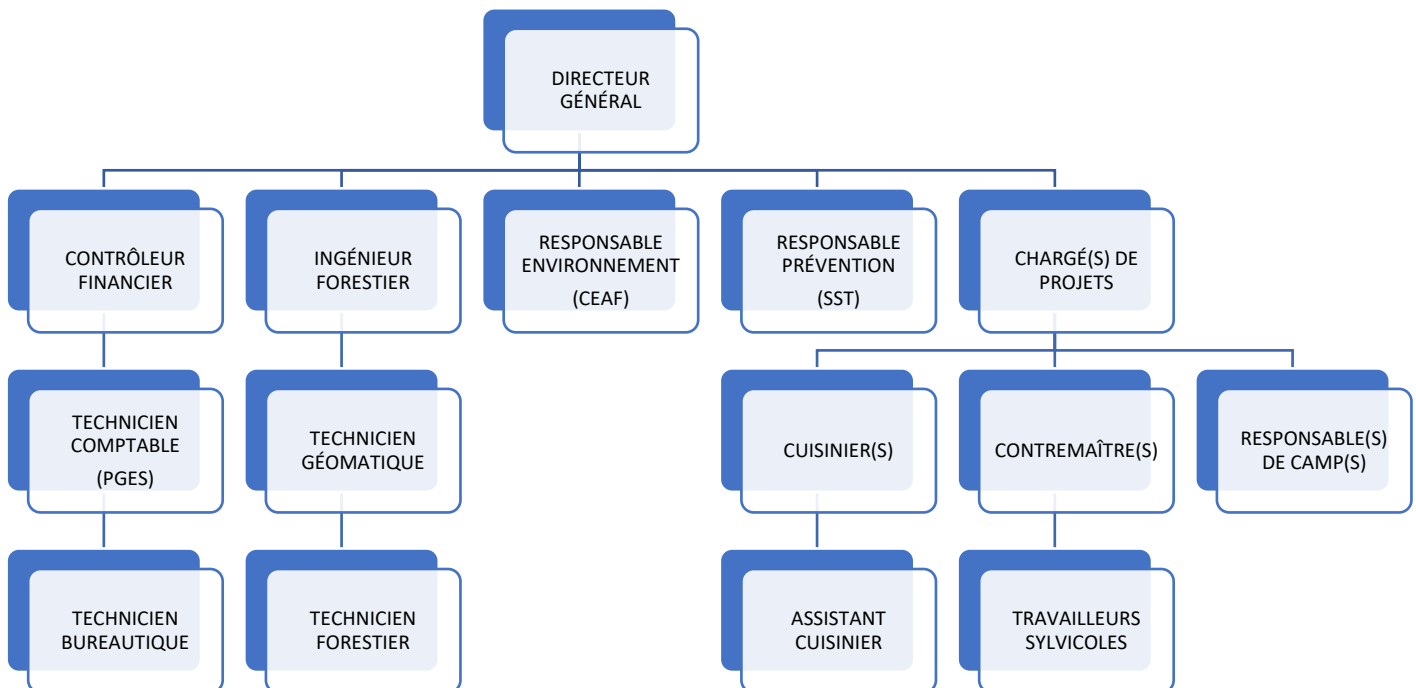 DIRECTEUR
GÉNÉRAL
CONTRÔLEUR
FINANCIER
INGÉNIEUR
FORESTIER
RESPONSABLE
ENVIRONNEMENT
(CEAF)
RESPONSABLE
PRÉVENTION
(SST)
CHARGÉ(S) DE
PROJETS
TECHNICIEN
COMPTABLE
(PGES)
TECHNICIEN
GÉOMATIQUE
CUISINIER(S)
CONTREMAÎTRE(S)
RESPONSABLE(S)
DE CAMP(S)
TECHNICIEN
BUREAUTIQUE
TECHNICIEN
FORESTIER
ASSISTANT
CUISINIER
TRAVAILLEURS
SYLVICOLES